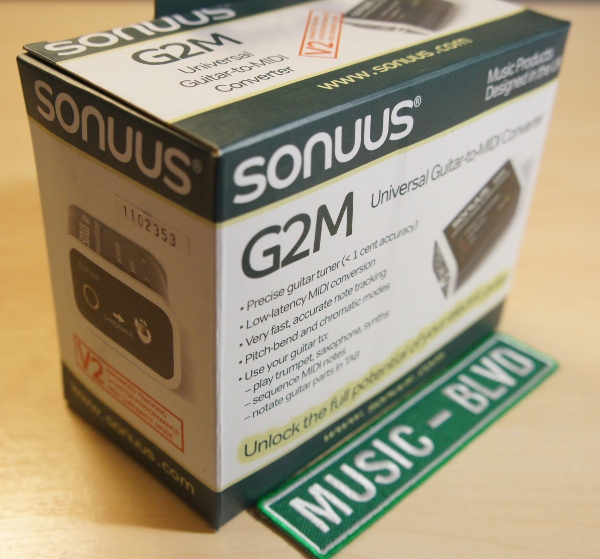 sonuus
G2M
Universal
Guitar-to-MIDI
Converter
V2
www.sonuus.com
Music Products
Designed in the
sonuus
1102353
V2
www.sonuus.com
sonuus®
G2M
Universal Guitar-to-MIDI Converter
sonuus
• Precise guitar tuner (< 1 cent accuracy)
• Low-latency MIDI conversion
• Very fast, accurate note tracking
• Pitch-bend and chromatic modes
• Use your guitar to:
– play trumpet, saxophone, synths
– sequence MIDI notes
– notate guitar parts in TAB
Unlock the full potential of your
MUSIC – BLVD